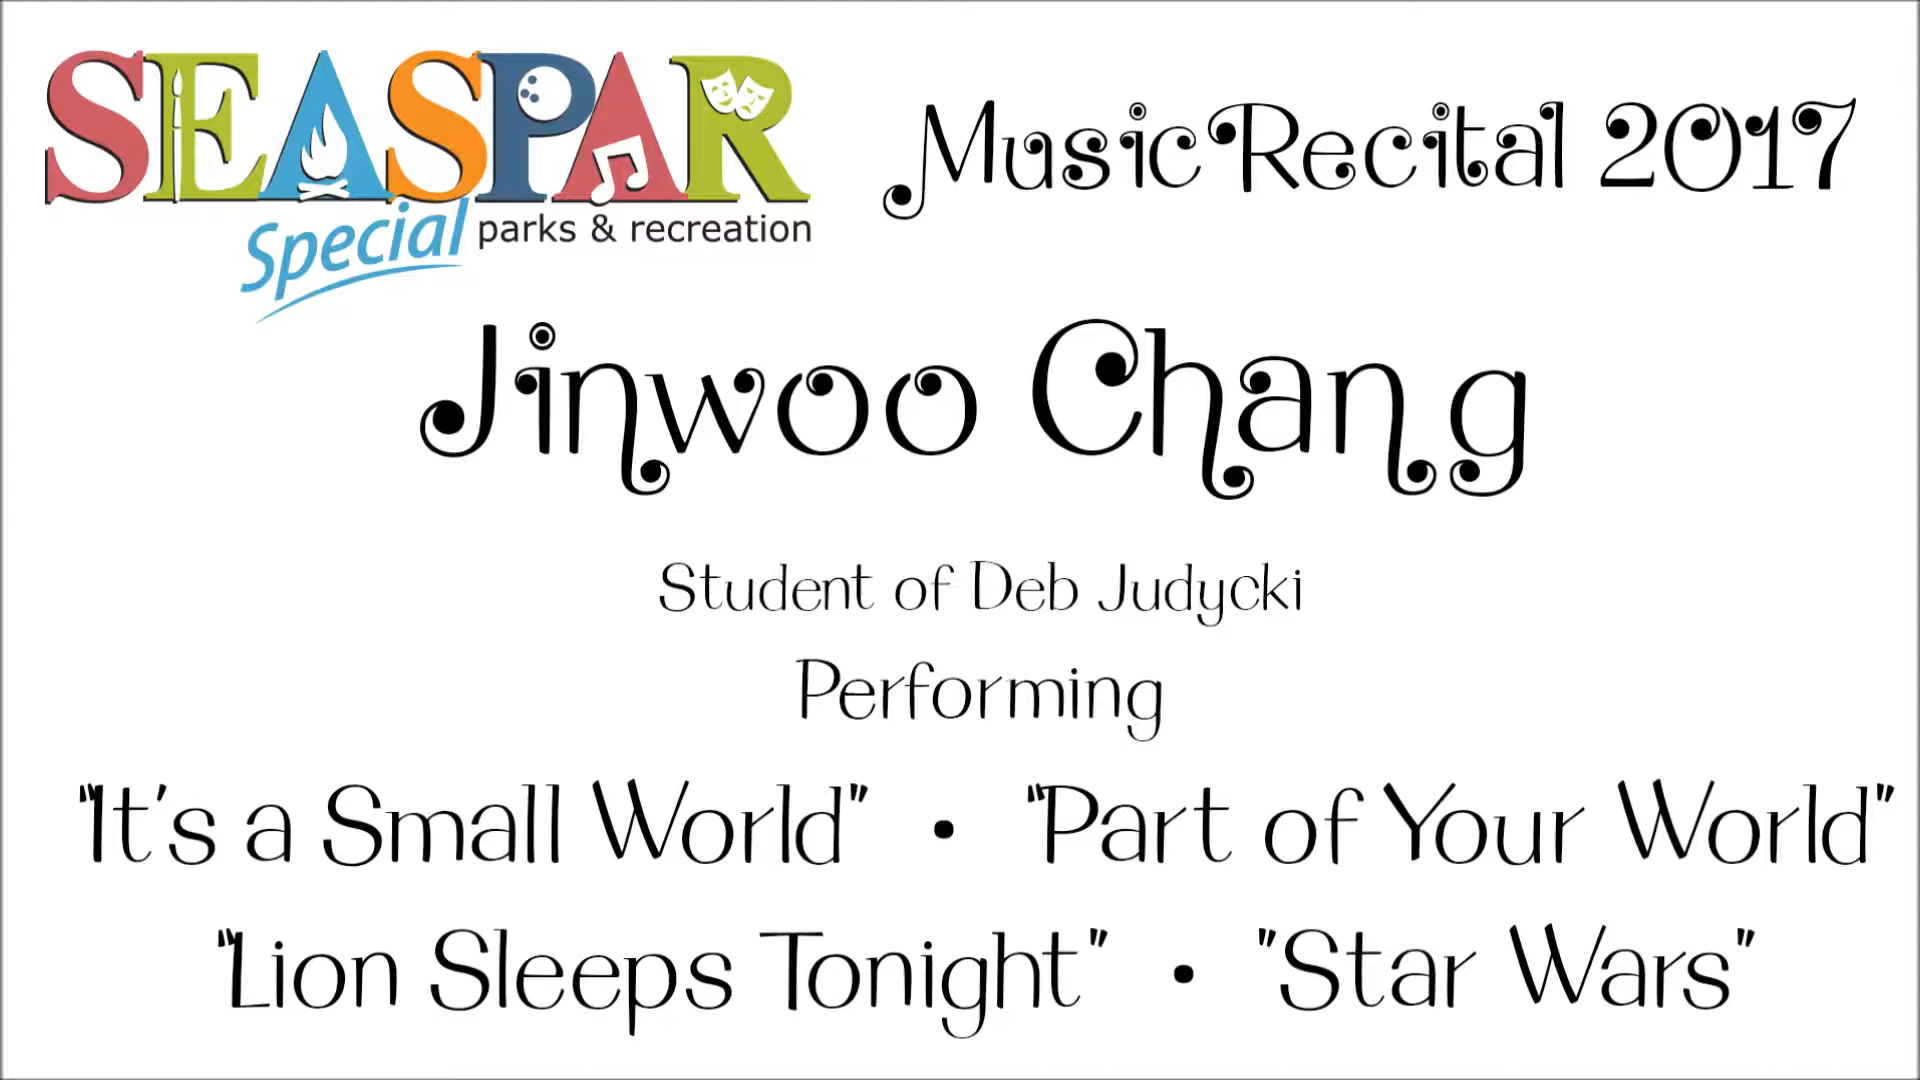 SEASPAR
Special parks & recreation
Music Recital 2017
Jinwoo Chang
Student of Deb Judycki
Performing
"It's a Small World" • "Part of Your World"
"Lion Sleeps Tonight" • "Star Wars"